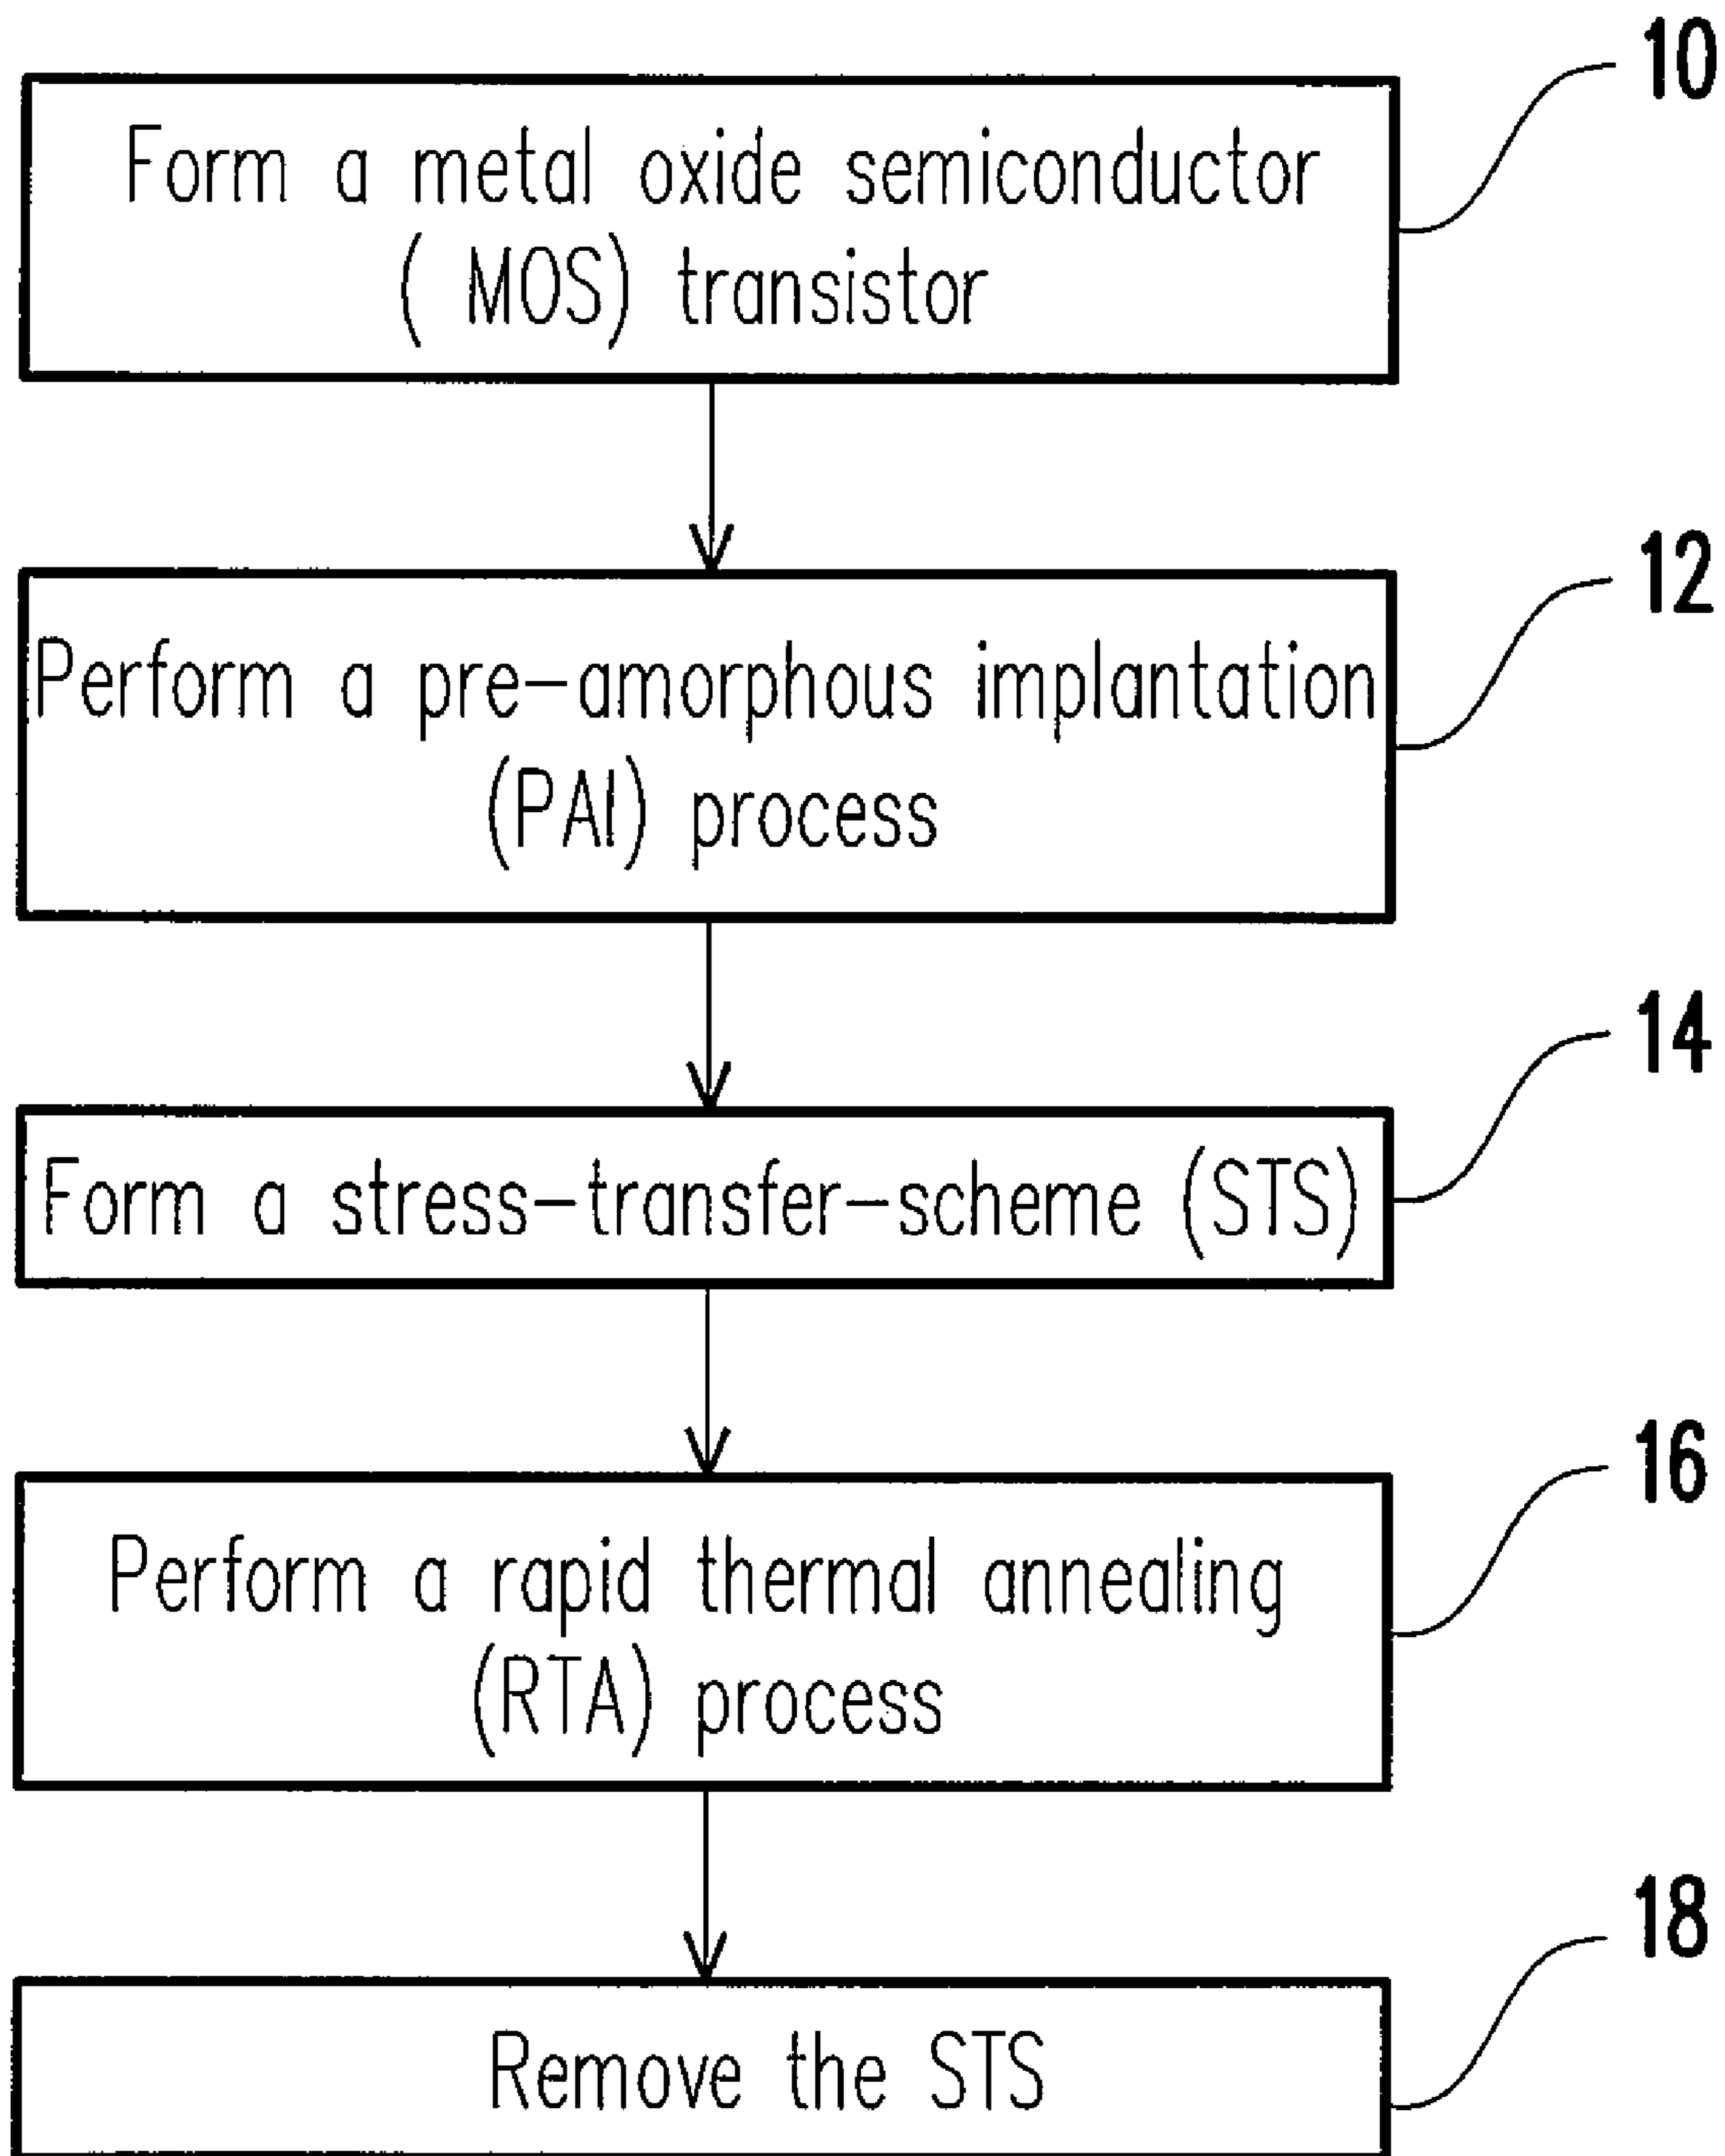 10
Form a metal oxide semiconductor
( MOS) transistor
12
Perform a pre-amorphous implantation
(PAI) process
14
Form a stress-transfer-scheme (STS)
16
Perform a rapid thermal annealing
(RTA) process
18
Remove the STS